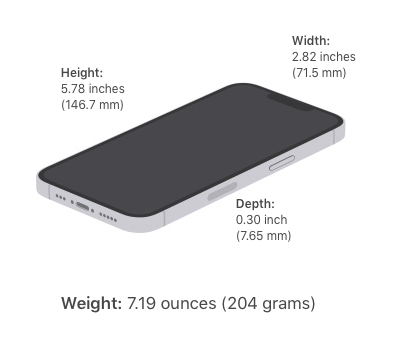 Width:
2.82 inches
(71.5 mm)
Height:
5.78 inches
(146.7 mm)
Depth:
0.30 inch
(7.65 mm)
Weight: 7.19 ounces (204 grams)